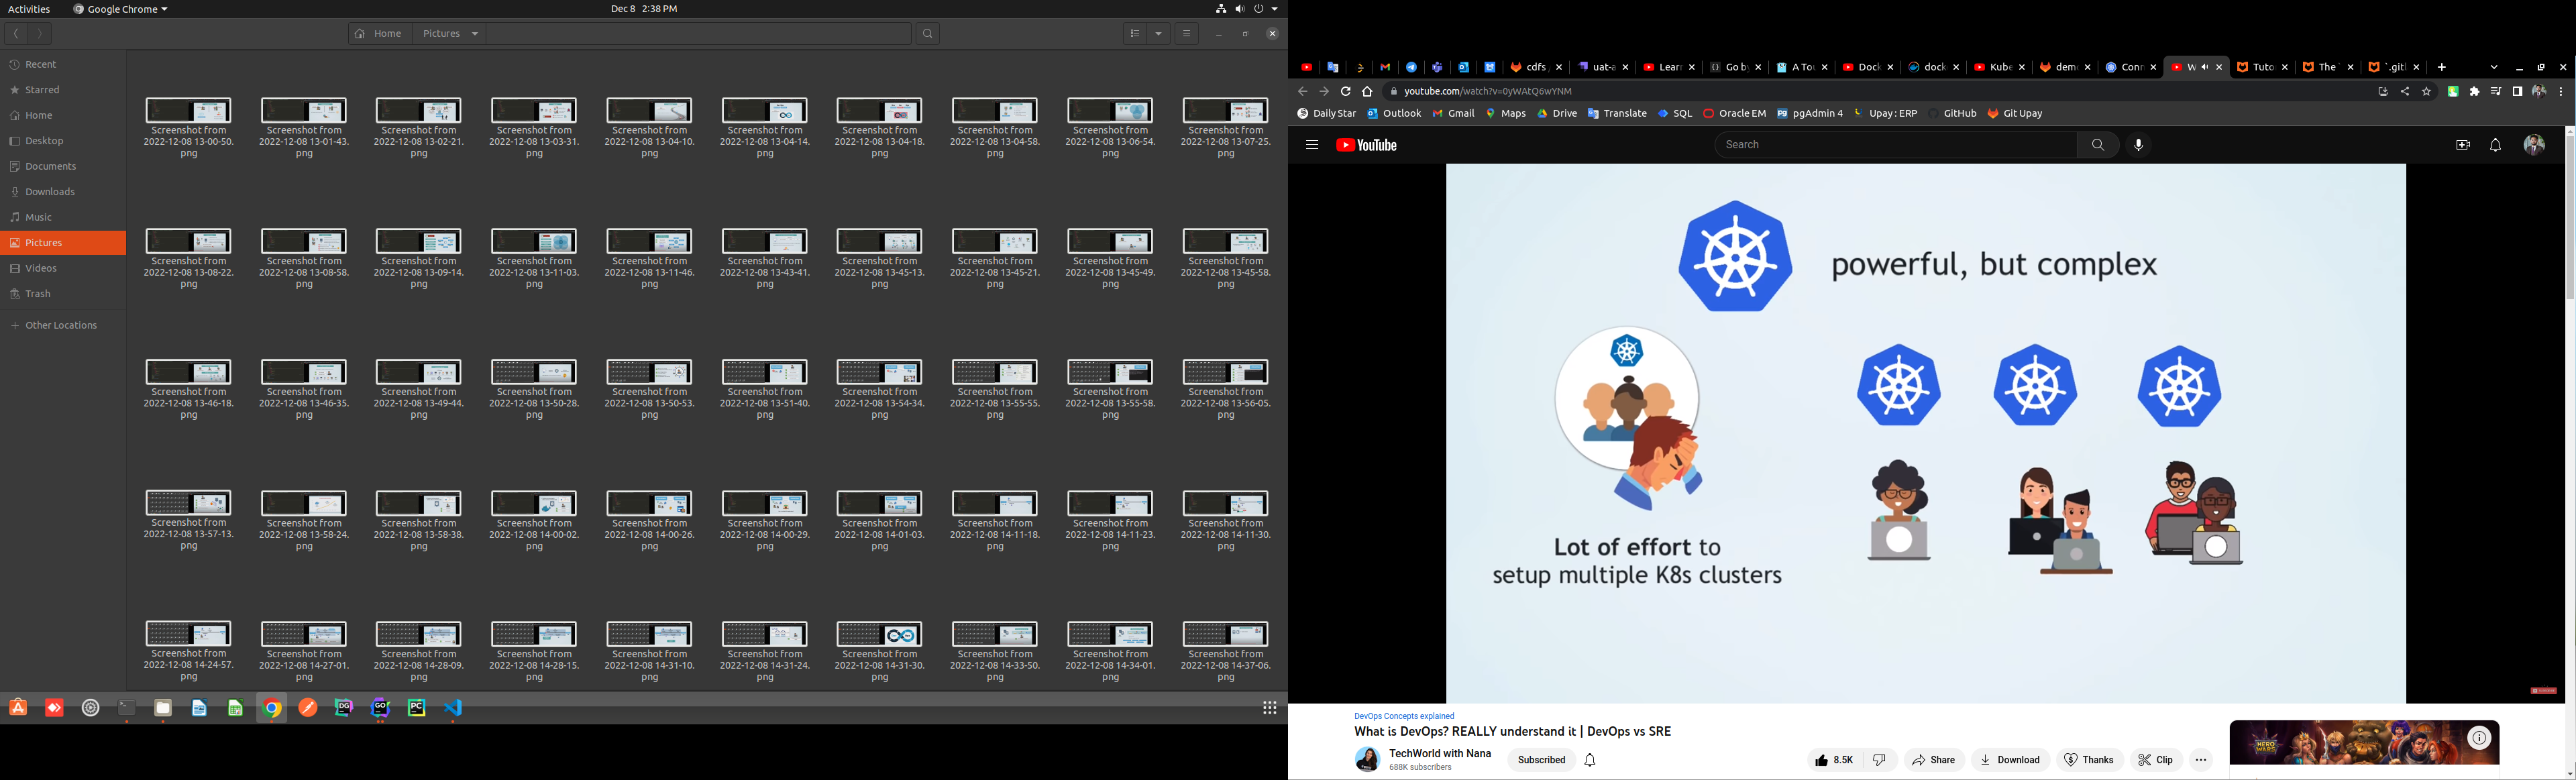 Activities
Google Chrome
Dec 8 2:38 PM
Home
Pictures
Recent
Starred
Home
Desktop
Documents
Downloads
Music
Pictures
Videos
Trash
Other Locations
Screenshot from 2022-12-08 13-00-50.png
Screenshot from 2022-12-08 13-01-43.png
Screenshot from 2022-12-08 13-02-21.png
Screenshot from 2022-12-08 13-03-31.png
Screenshot from 2022-12-08 13-04-10.png
Screenshot from 2022-12-08 13-04-14.png
Screenshot from 2022-12-08 13-04-18.png
Screenshot from 2022-12-08 13-04-58.png
Screenshot from 2022-12-08 13-06-54.png
Screenshot from 2022-12-08 13-07-25.png
Screenshot from 2022-12-08 13-08-22.png
Screenshot from 2022-12-08 13-08-58.png
Screenshot from 2022-12-08 13-09-14.png
Screenshot from 2022-12-08 13-11-03.png
Screenshot from 2022-12-08 13-11-46.png
Screenshot from 2022-12-08 13-43-41.png
Screenshot from 2022-12-08 13-45-13.png
Screenshot from 2022-12-08 13-45-21.png
Screenshot from 2022-12-08 13-45-49.png
Screenshot from 2022-12-08 13-45-58.png
Screenshot from 2022-12-08 13-46-18.png
Screenshot from 2022-12-08 13-46-35.png
Screenshot from 2022-12-08 13-49-44.png
Screenshot from 2022-12-08 13-50-28.png
Screenshot from 2022-12-08 13-50-53.png
Screenshot from 2022-12-08 13-51-40.png
Screenshot from 2022-12-08 13-54-34.png
Screenshot from 2022-12-08 13-55-55.png
Screenshot from 2022-12-08 13-55-58.png
Screenshot from 2022-12-08 13-56-05.png
Screenshot from 2022-12-08 13-57-13.png
Screenshot from 2022-12-08 13-58-24.png
Screenshot from 2022-12-08 13-58-38.png
Screenshot from 2022-12-08 14-00-02.png
Screenshot from 2022-12-08 14-00-26.png
Screenshot from 2022-12-08 14-00-29.png
Screenshot from 2022-12-08 14-01-03.png
Screenshot from 2022-12-08 14-11-18.png
Screenshot from 2022-12-08 14-11-23.png
Screenshot from 2022-12-08 14-11-30.png
Screenshot from 2022-12-08 14-24-57.png
Screenshot from 2022-12-08 14-27-01.png
Screenshot from 2022-12-08 14-28-09.png
Screenshot from 2022-12-08 14-28-15.png
Screenshot from 2022-12-08 14-31-10.png
Screenshot from 2022-12-08 14-31-24.png
Screenshot from 2022-12-08 14-31-30.png
Screenshot from 2022-12-08 14-33-50.png
Screenshot from 2022-12-08 14-34-01.png
Screenshot from 2022-12-08 14-37-06.png
DG GO PC
cdfs uat-a Learn Go by A Tou Dock dock Kube dem Conn W Tuto The `.gitl
youtube.com/watch?v=0yWAtQ6wYNM
Daily Star Outlook Gmail Maps Drive Translate SQL Oracle EM pgAdmin 4 Upay : ERP GitHub Git Upay
YouTube
Search
powerful, but complex
Lot of effort to
setup multiple K8s clusters
DevOps Concepts explained
What is DevOps? REALLY understand it | DevOps vs SRE
TechWorld with Nana
688K subscribers
Subscribed
8.5K
Share
Download
Thanks
Clip
HERO WARS